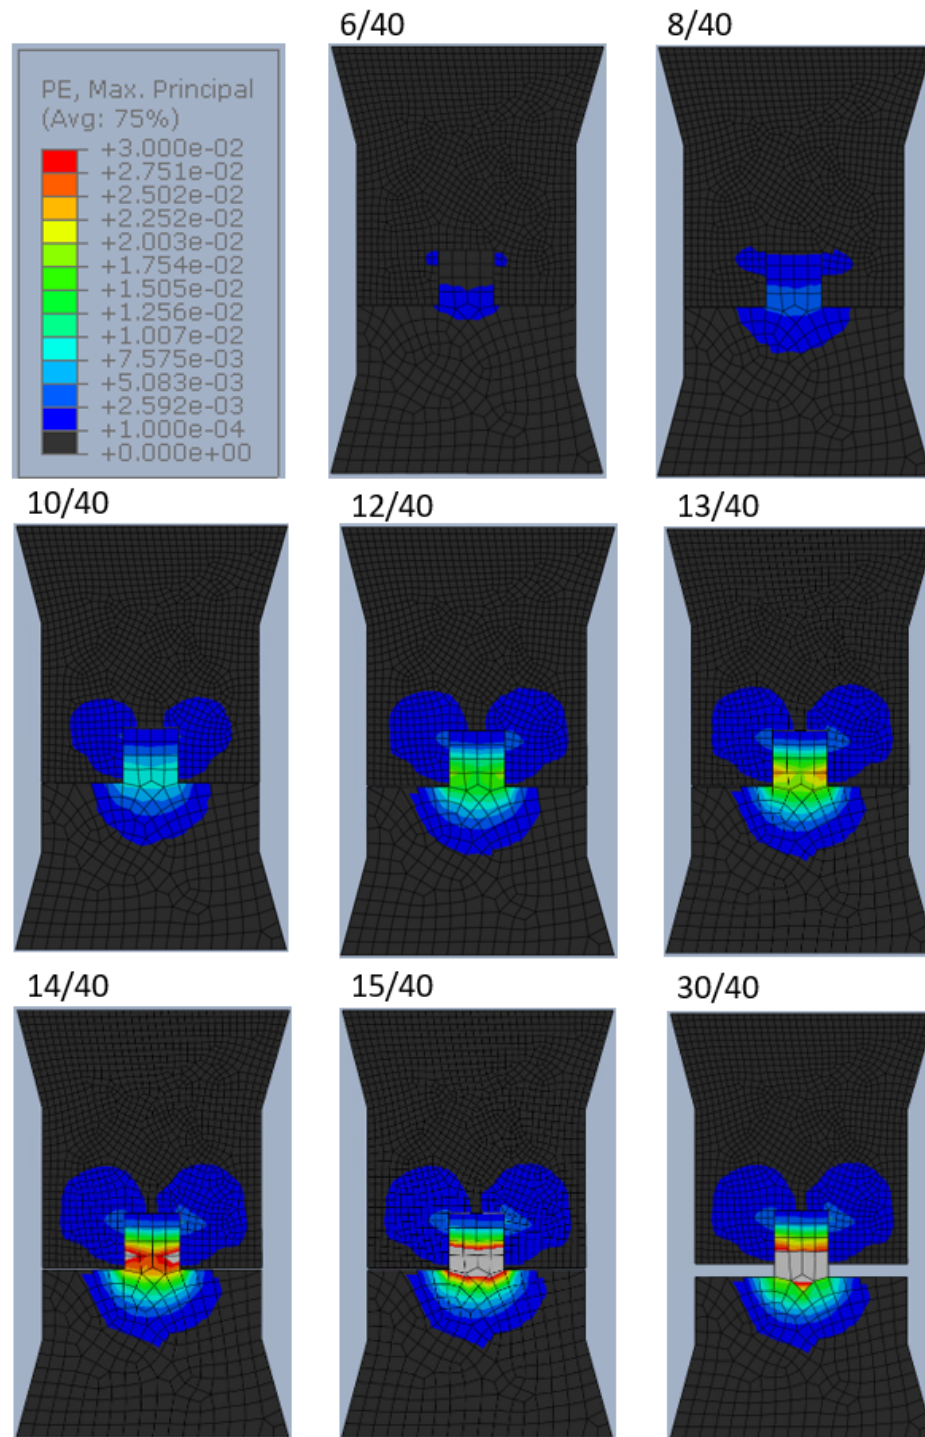 6/40
8/40
PE, Max. Principal
(Avg: 75%)
+3.000e-02
+2.751e-02
+2.502e-02
+2.252e-02
+2.003e-02
+1.754e-02
+1.505e-02
+1.256e-02
+1.007e-02
+7.575e-03
+5.083e-03
+2.592e-03
+1.000e-04
+0.000e+00
10/40
12/40
13/40
14/40
15/40
30/40